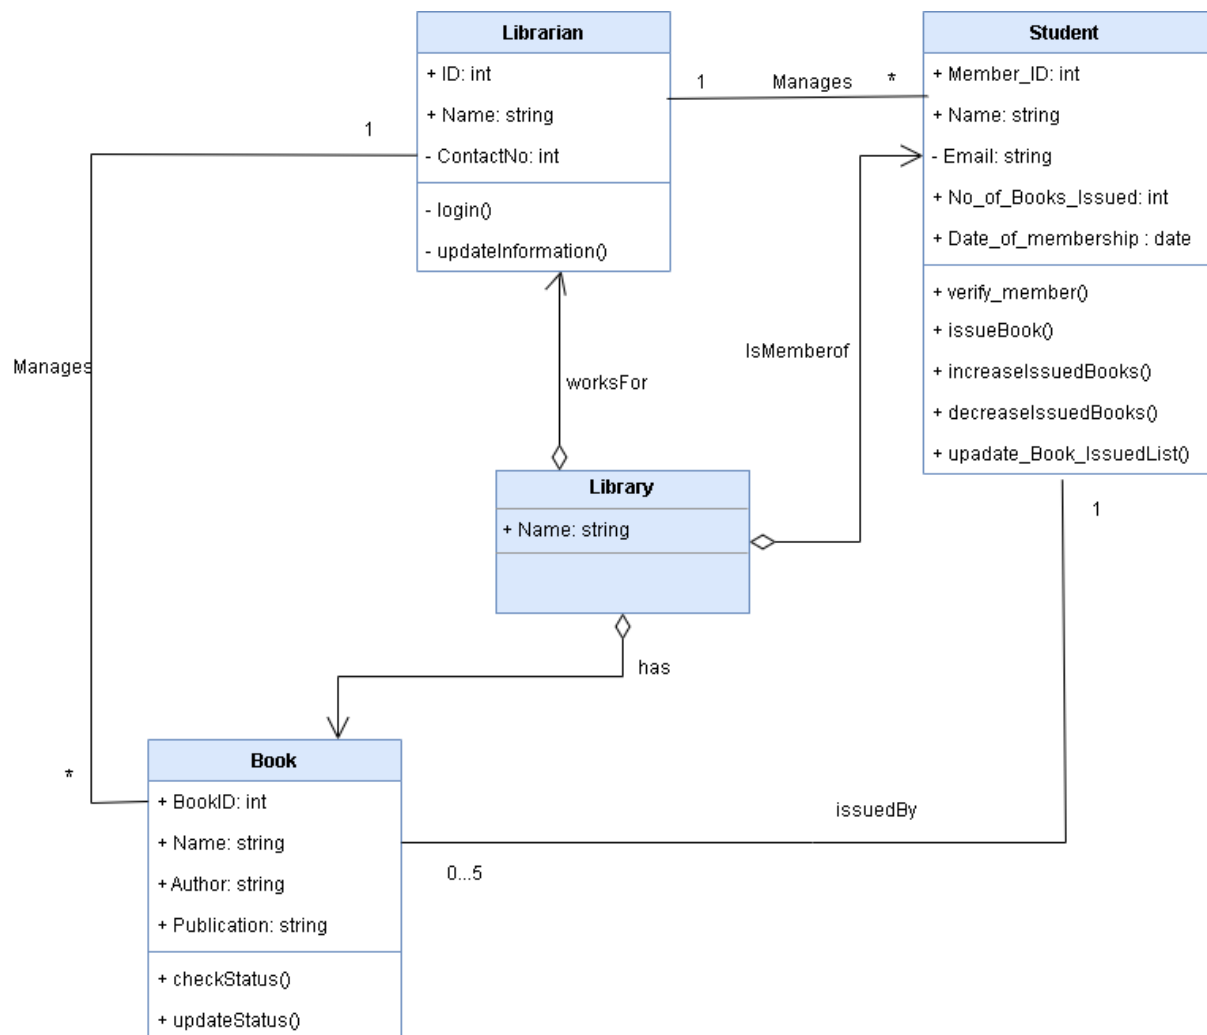 Librarian
+ ID: int
+ Name: string
- ContactNo: int
- login()
- updateInformation()
1
Manages
*
Student
+ Member_ID: int
+ Name: string
- Email: string
+ No_of_Books_Issued: int
+ Date_of_membership : date
+ verify_member()
+ issueBook()
+ increaseIssuedBooks()
+ decreaseIssuedBooks()
+ upadate_Book_IssuedList()
1
Manages
*
worksFor
IsMemberof
Library
+ Name: string
has
1
issuedBy
0...5
Book
+ BookID: int
+ Name: string
+ Author: string
+ Publication: string
+ checkStatus()
+ updateStatus()